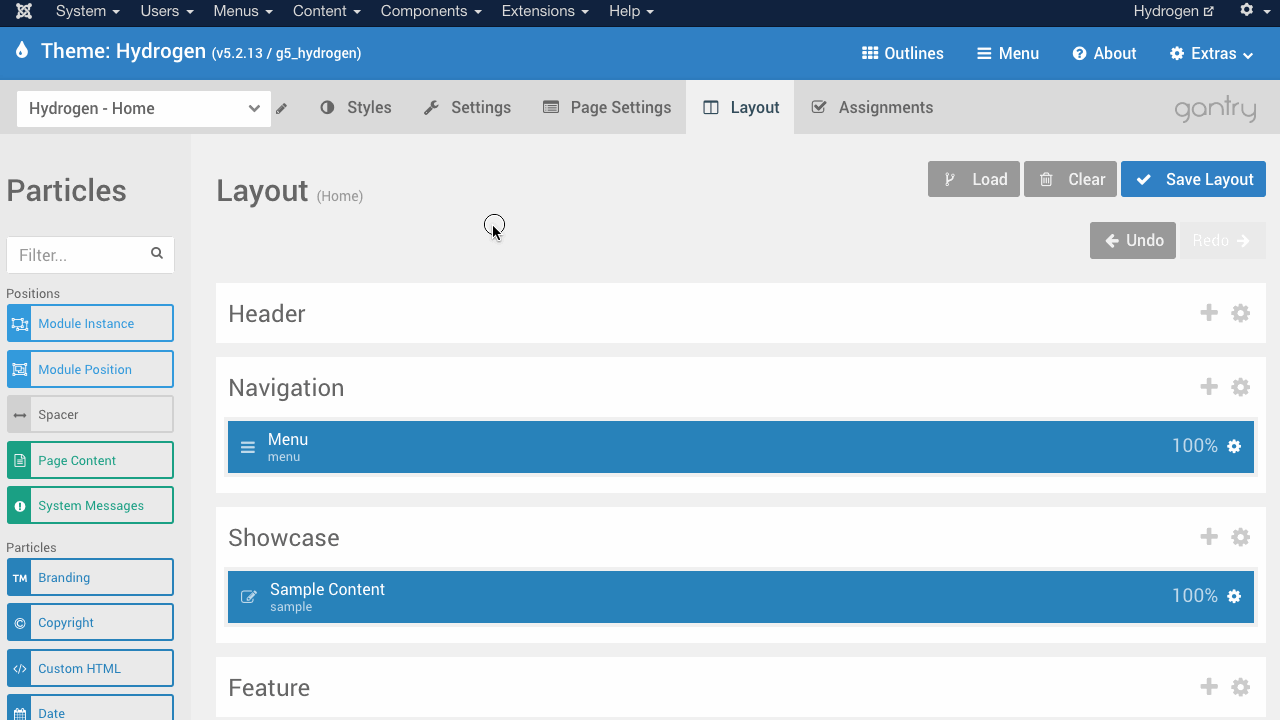 System Users Menus Content Components Extensions Help Hydrogen
Theme: Hydrogen (v5.2.13 / g5_hydrogen) Outlines Menu About Extras
Hydrogen - Home Styles Settings Page Settings Layout Assignments gantry
Particles
Layout (Home)
Load Clear Save Layout
Undo Redo
Filter...
Positions
Module Instance
Module Position
Spacer
Page Content
System Messages
Particles
TM Branding
© Copyright
</> Custom HTML
Date
Header
Navigation
Menu 100%
menu
Showcase
Sample Content 100%
sample
Feature